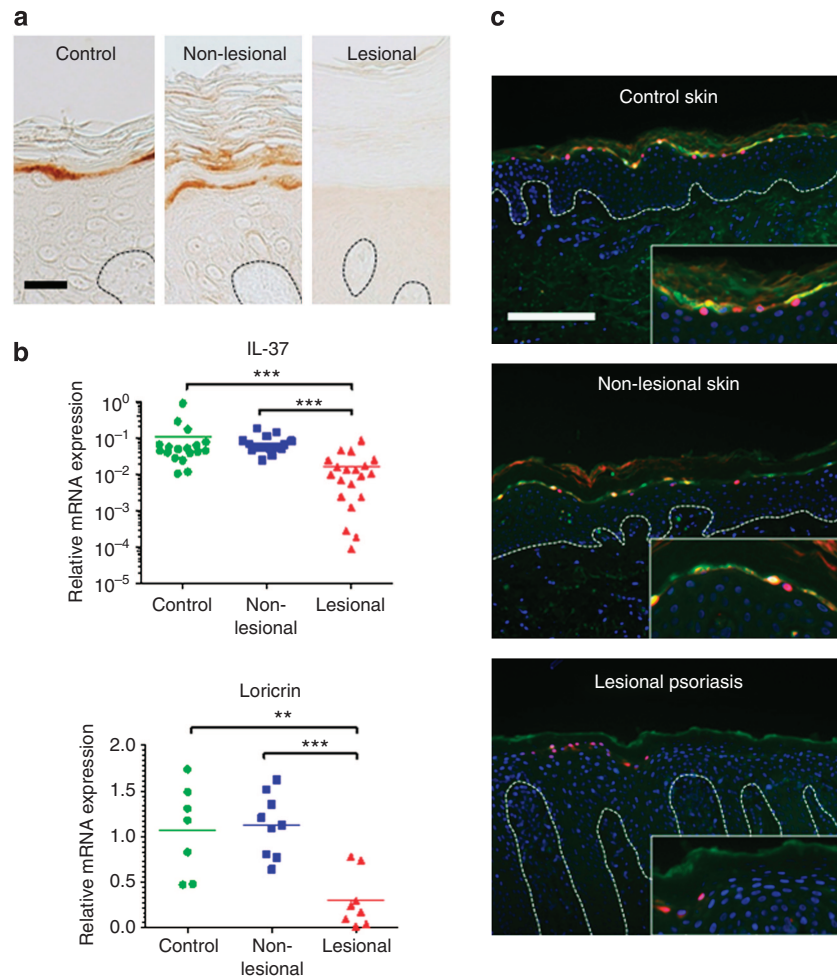 a
Control
Non-lesional
Lesional
b
IL-37
***
***
Relative mRNA expression
10⁰
10⁻¹
10⁻²
10⁻³
10⁻⁴
10⁻⁵
Control
Non-
lesional
Lesional
Loricrin
**
***
Relative mRNA expression
2.0
1.5
1.0
0.5
0.0
Control
Non-
lesional
Lesional
c
Control skin
Non-lesional skin
Lesional psoriasis